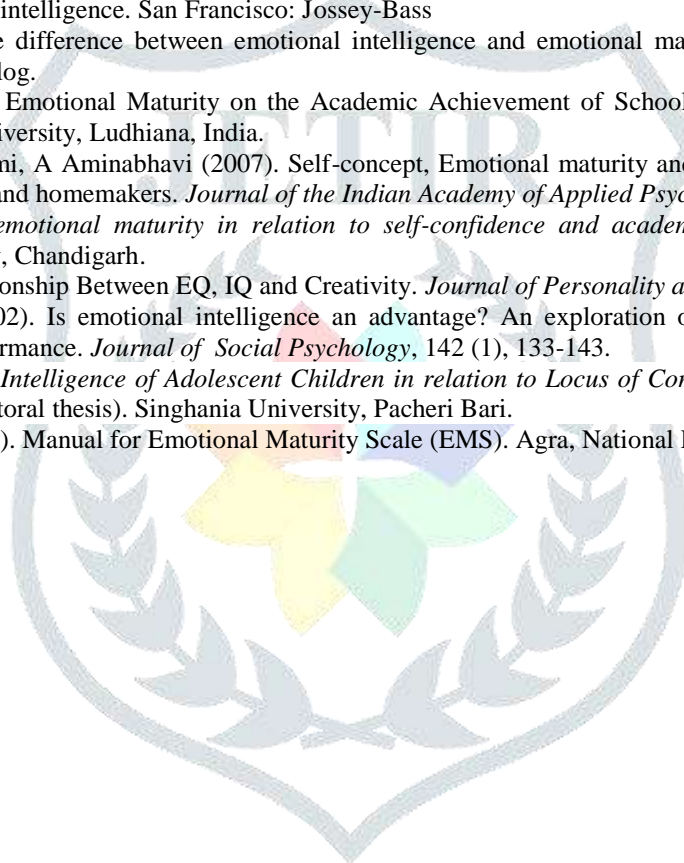 intelligence. San Francisco: Jossey-Bass
e difference between emotional intelligence and emotional ma
log.
Emotional Maturity on the Academic Achievement of School
iversity, Ludhiana, India.
mi, A Aminabhavi (2007). Self-concept, Emotional maturity and
and homemakers. Journal of the Indian Academy of Applied Psyc
emotional maturity in relation to self-confidence and academ
, Chandigarh.
onship Between EQ, IQ and Creativity. Journal of Personality a
02). Is emotional intelligence an advantage? An exploration o
rmance. Journal of Social Psychology, 142 (1), 133-143.
Intelligence of Adolescent Children in relation to Locus of Con
toral thesis). Singhania University, Pacheri Bari.
). Manual for Emotional Maturity Scale (EMS). Agra, National
JETIR